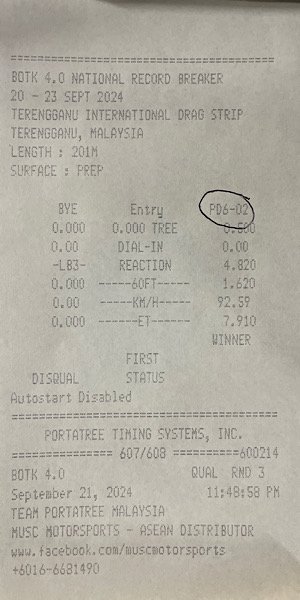 ==================================
BOTK 4.0 NATIONAL RECORD BREAKER
20 - 23 SEPT 2024
TERENGGANU INTERNATIONAL DRAG STRIP
TERENGGANU, MALAYSIA
LENGTH : 201M
SURFACE : PREP
BYE Entry PD6-02
0.000 0.000 TREE 0.500
0.00 DIAL-IN 0.00
-LB3- REACTION 4.820
0.000 -----60FT----- 1.620
0.00 -----KM/H----- 92.59
0.000 ------ET------ 7.910
WINNER
FIRST
DISQUAL STATUS
Autostart Disabled
==================================
PORTATREE TIMING SYSTEMS, INC.
============== 607/608 ==========600214
BOTK 4.0 QUAL RND 3
September 21, 2024 11:48:58 PM
TEAM PORTATREE MALAYSIA
MUSC MOTORSPORTS - ASEAN DISTRIBUTOR
www.facebook.com/muscmotorsports
+6016-6681490